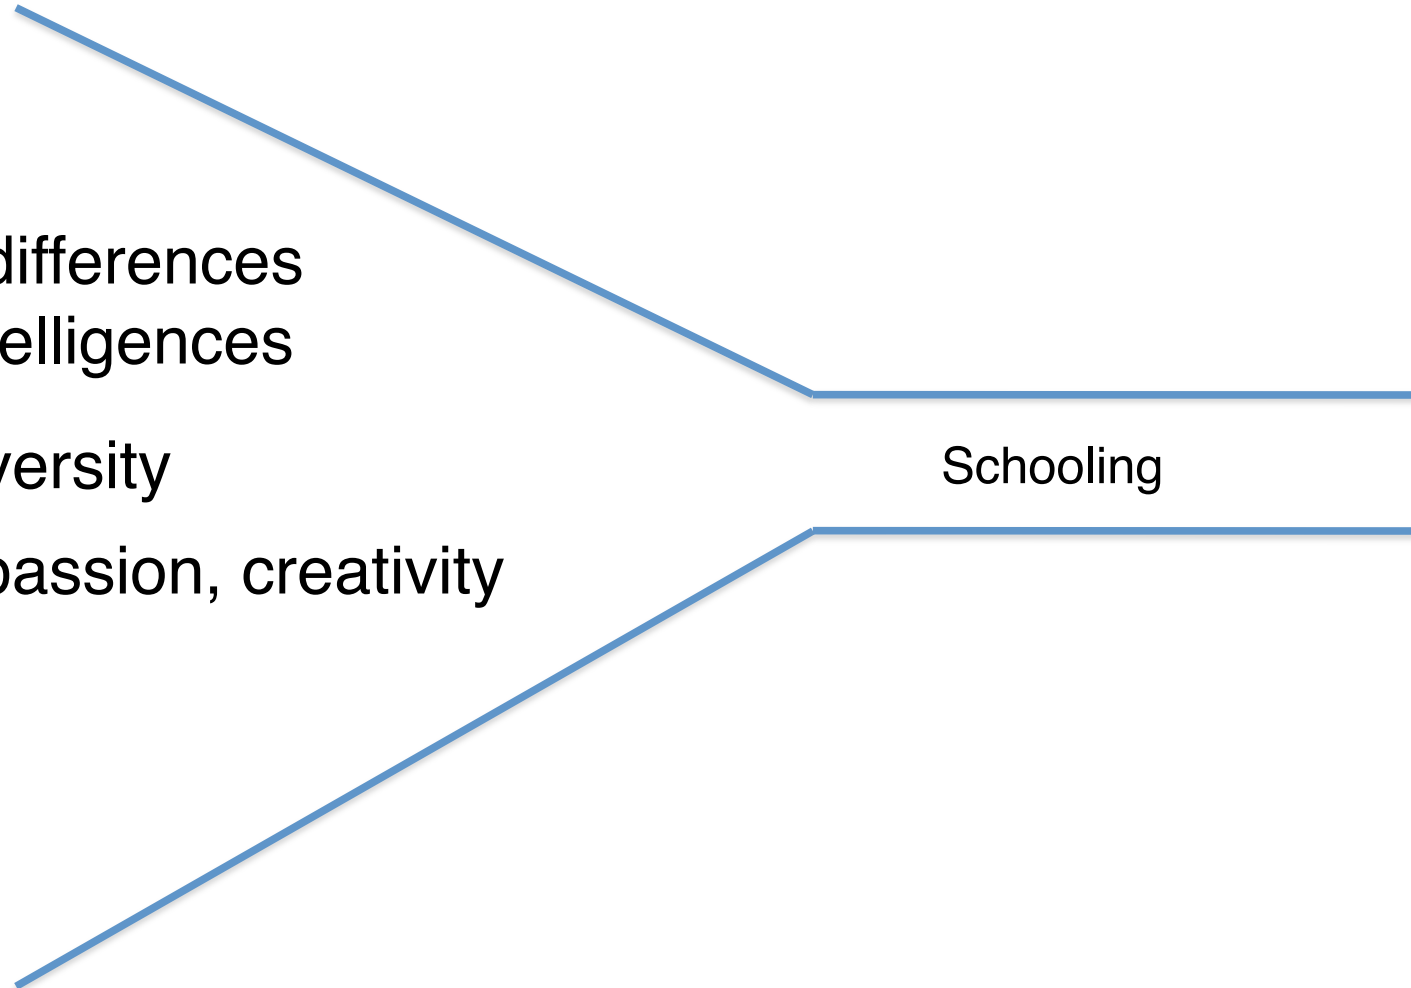 differences
elligences
versity
Schooling
passion, creativity